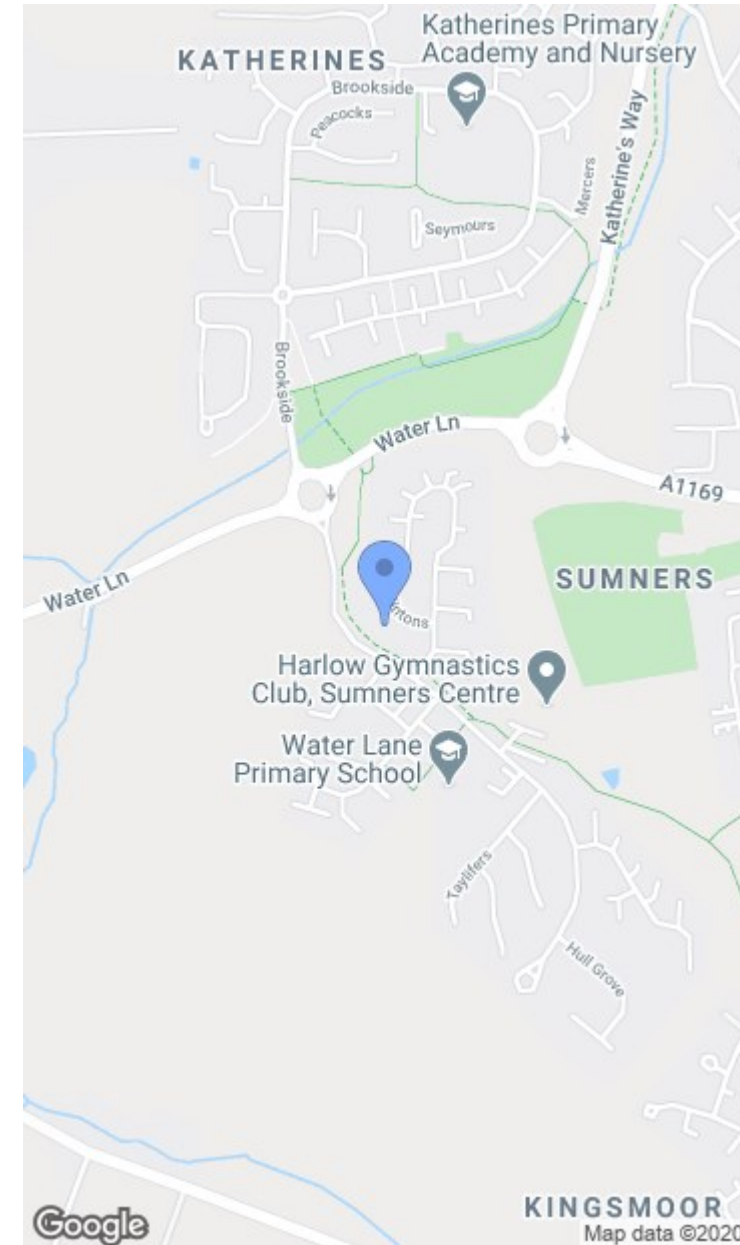 KATHERINES
Katherines Primary
Academy and Nursery
Brookside
Peacocks
Katherine's Way
Mercers
Seymours
Brookside
Water Ln
A1169
Water Ln
SUMNERS
Harlow Gymnastics
Club, Sumners Centre
Water Lane
Primary School
Taylifers
Hull Grove
KINGSMOOR
Google
Map data ©2020